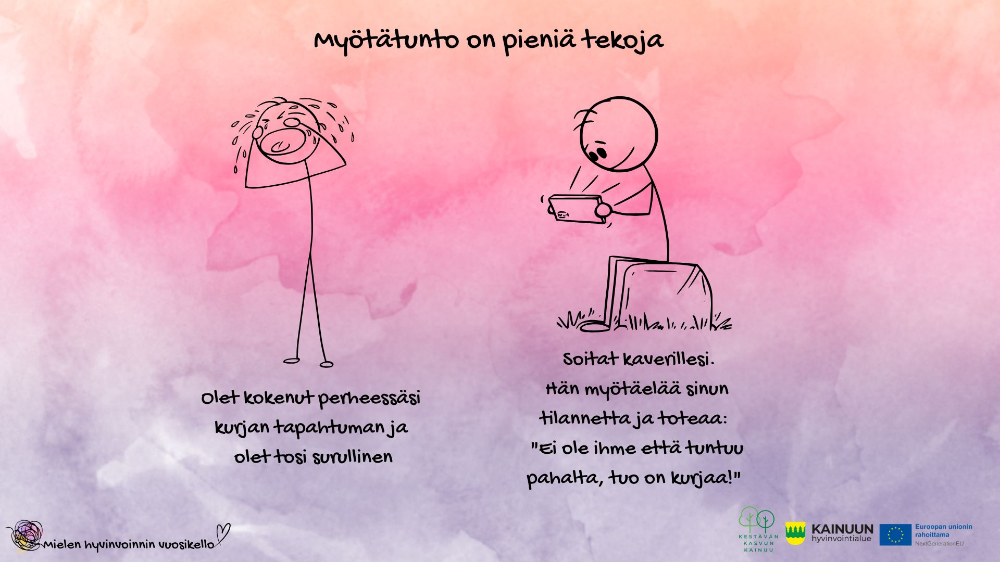 Myötätunto on pieniä tekoja
Olet kokenut perheessäsi
kurjan tapahtuman ja
olet tosi surullinen
Soitat kaverillesi.
Hän myötäelää sinun
tilannetta ja toteaa:
"Ei ole ihme että tuntuu
pahalta, tuo on kurjaa!"
Mielen hyvinvoinnin vuosikello
KESTÄVÄN
KASVUN
KAINUU
KAINUUN
hyvinvointialue
Euroopan unionin
rahoittama
NextGenerationEU